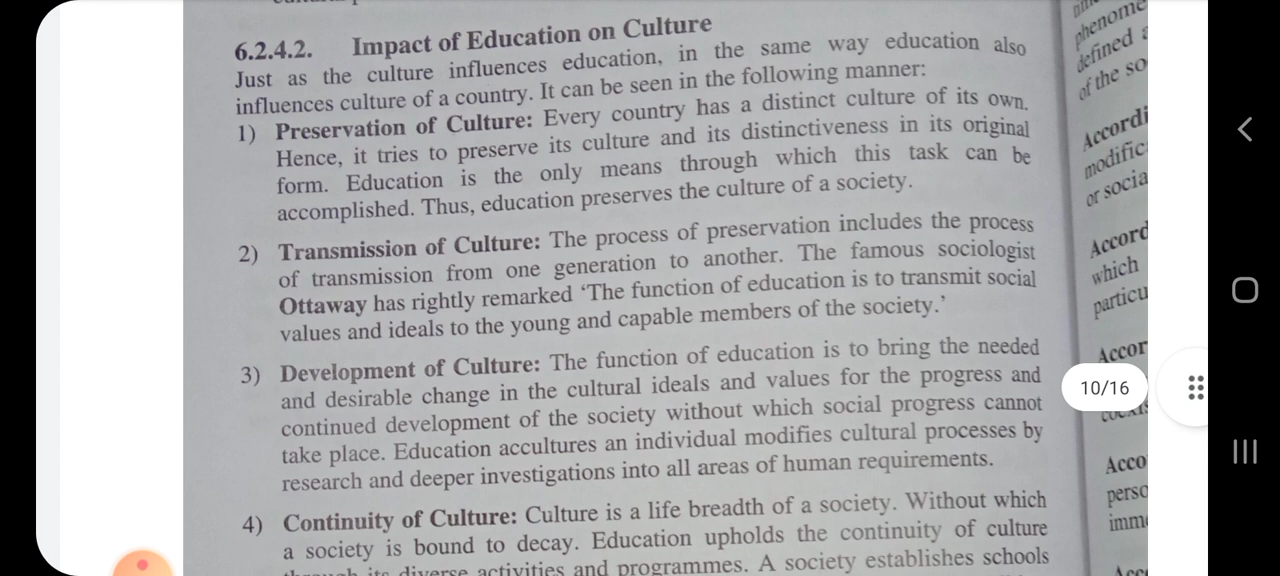 6.2.4.2. Impact of Education on Culture
Just as the culture influences education, in the same way education also
influences culture of a country. It can be seen in the following manner:
1) Preservation of Culture: Every country has a distinct culture of its own.
Hence, it tries to preserve its culture and its distinctiveness in its original
form. Education is the only means through which this task can be
accomplished. Thus, education preserves the culture of a society.
2) Transmission of Culture: The process of preservation includes the process
of transmission from one generation to another. The famous sociologist
Ottaway has rightly remarked ‘The function of education is to transmit social
values and ideals to the young and capable members of the society.’
3) Development of Culture: The function of education is to bring the needed
and desirable change in the cultural ideals and values for the progress and
continued development of the society without which social progress cannot
take place. Education accultures an individual modifies cultural processes by
research and deeper investigations into all areas of human requirements.
4) Continuity of Culture: Culture is a life breadth of a society. Without which
a society is bound to decay. Education upholds the continuity of culture
through its diverse activities and programmes. A society establishes schools
phenome
defined a
of the so
Accordi
modific
or socia
Accord
which
particu
Accor
10/16
Acco
perso
imm